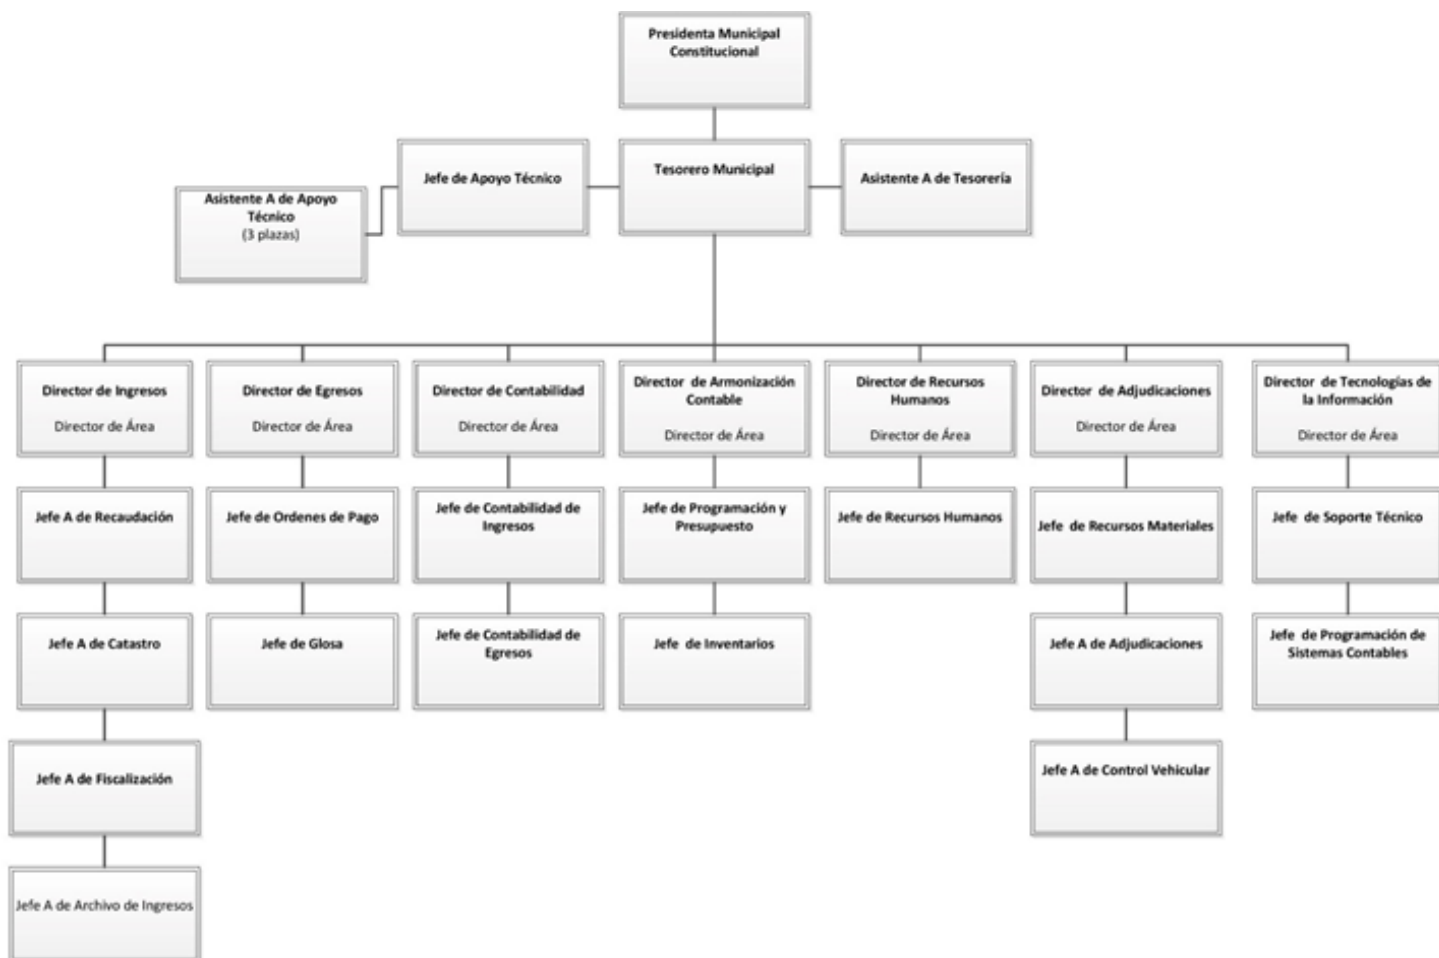 Presidenta Municipal
Constitucional
Jefe de Apoyo Técnico
Tesorero Municipal
Asistente A de Tesorería
Asistente A de Apoyo
Técnico
(3 plazas)
Director de Ingresos
Director de Área
Director de Egresos
Director de Área
Director de Contabilidad
Director de Área
Director de Armonización
Contable
Director de Área
Director de Recursos
Humanos
Director de Área
Director de Adjudicaciones
Director de Área
Director de Tecnologías de
la Información
Director de Área
Jefe A de Recaudación
Jefe de Ordenes de Pago
Jefe de Contabilidad de
Ingresos
Jefe de Programación y
Presupuesto
Jefe de Recursos Humanos
Jefe de Recursos Materiales
Jefe de Soporte Técnico
Jefe A de Catastro
Jefe de Glosa
Jefe de Contabilidad de
Egresos
Jefe de Inventarios
Jefe A de Adjudicaciones
Jefe de Programación de
Sistemas Contables
Jefe A de Fiscalización
Jefe A de Control Vehicular
Jefe A de Archivo de Ingresos